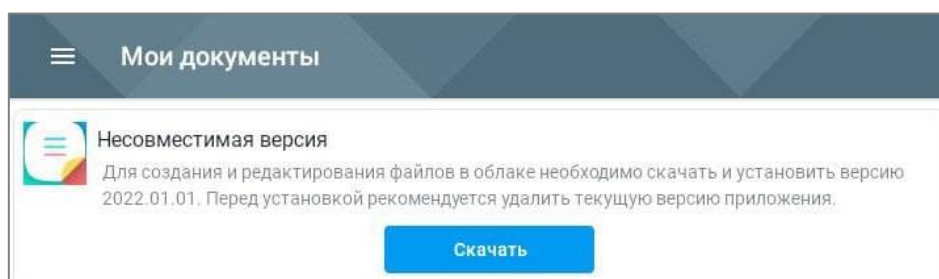 Мои документы
Несовместимая версия
Для создания и редактирования файлов в облаке необходимо скачать и установить версию
2022.01.01. Перед установкой рекомендуется удалить текущую версию приложения.
Скачать